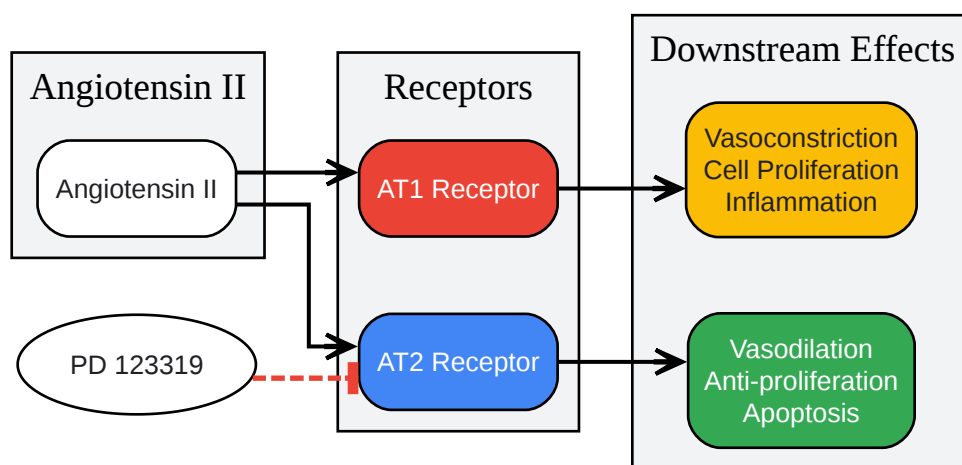 Angiotensin II
Angiotensin II
PD 123319
Receptors
AT1 Receptor
AT2 Receptor
Downstream Effects
Vasoconstriction
Cell Proliferation
Inflammation
Vasodilation
Anti-proliferation
Apoptosis